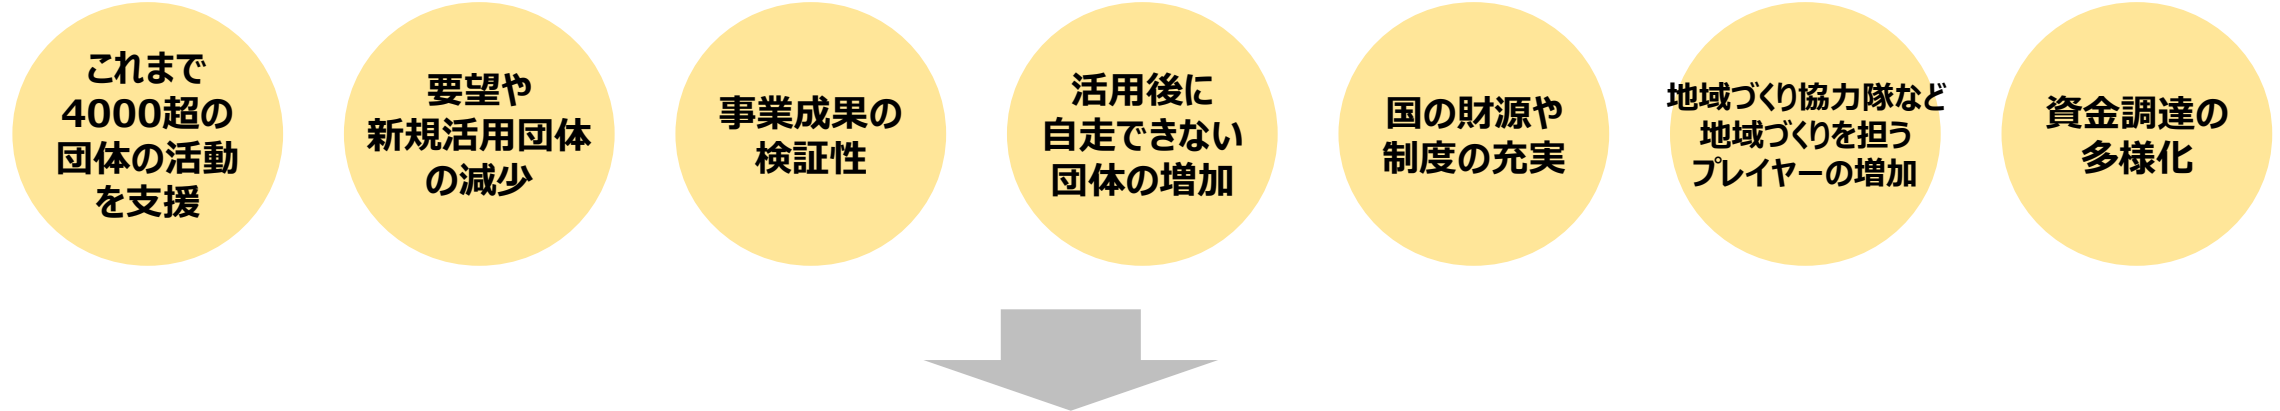 これまで
4000超の
団体の活動
を支援
要望や
新規活用団体
の減少
事業成果の
検証性
活用後に
自走できない
団体の増加
国の財源や
制度の充実
地域づくり協力隊など
地域づくりを担う
プレイヤーの増加
資金調達の
多様化